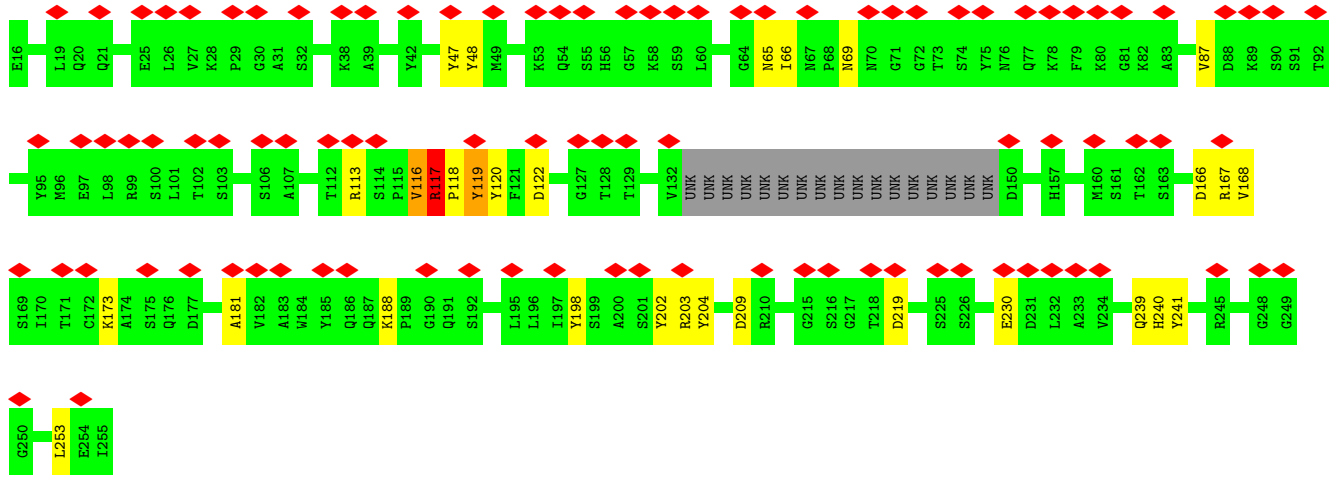 E16 L19 Q20 Q21 E25 L26 V27 K28 P29 G30 A31 S32 K38 A39 Y42 Y47 Y48 M49 K53 Q54 S55 H56 G57 K58 S59 L60 G64 N65 I66 N67 P68 N69 N70 G71 G72 T73 S74 Y75 N76 Q77 K78 F79 K80 G81 K82 A83 V87 D88 K89 S90 S91 T92
Y95 M96 E97 L98 R99 S100 L101 T102 S103 S106 A107 T112 R113 S114 P115 V116 R117 P118 Y119 Y120 F121 D122 G127 T128 T129 V132 UNK UNK UNK UNK UNK UNK UNK UNK UNK UNK UNK UNK UNK D150 H157 M160 S161 T162 S163 D166 R167 V168
S169 I170 T171 C172 K173 A174 S175 Q176 D177 A181 V182 A183 W184 Y185 Q186 Q187 K188 P189 G190 Q191 S192 L195 L196 I197 Y198 S199 A200 S201 Y202 R203 Y204 D209 R210 G215 S216 G217 T218 D219 S225 S226 E230 D231 L232 A233 V234 Q239 H240 Y241 R245 G248 G249
G250 L253 E254 I255